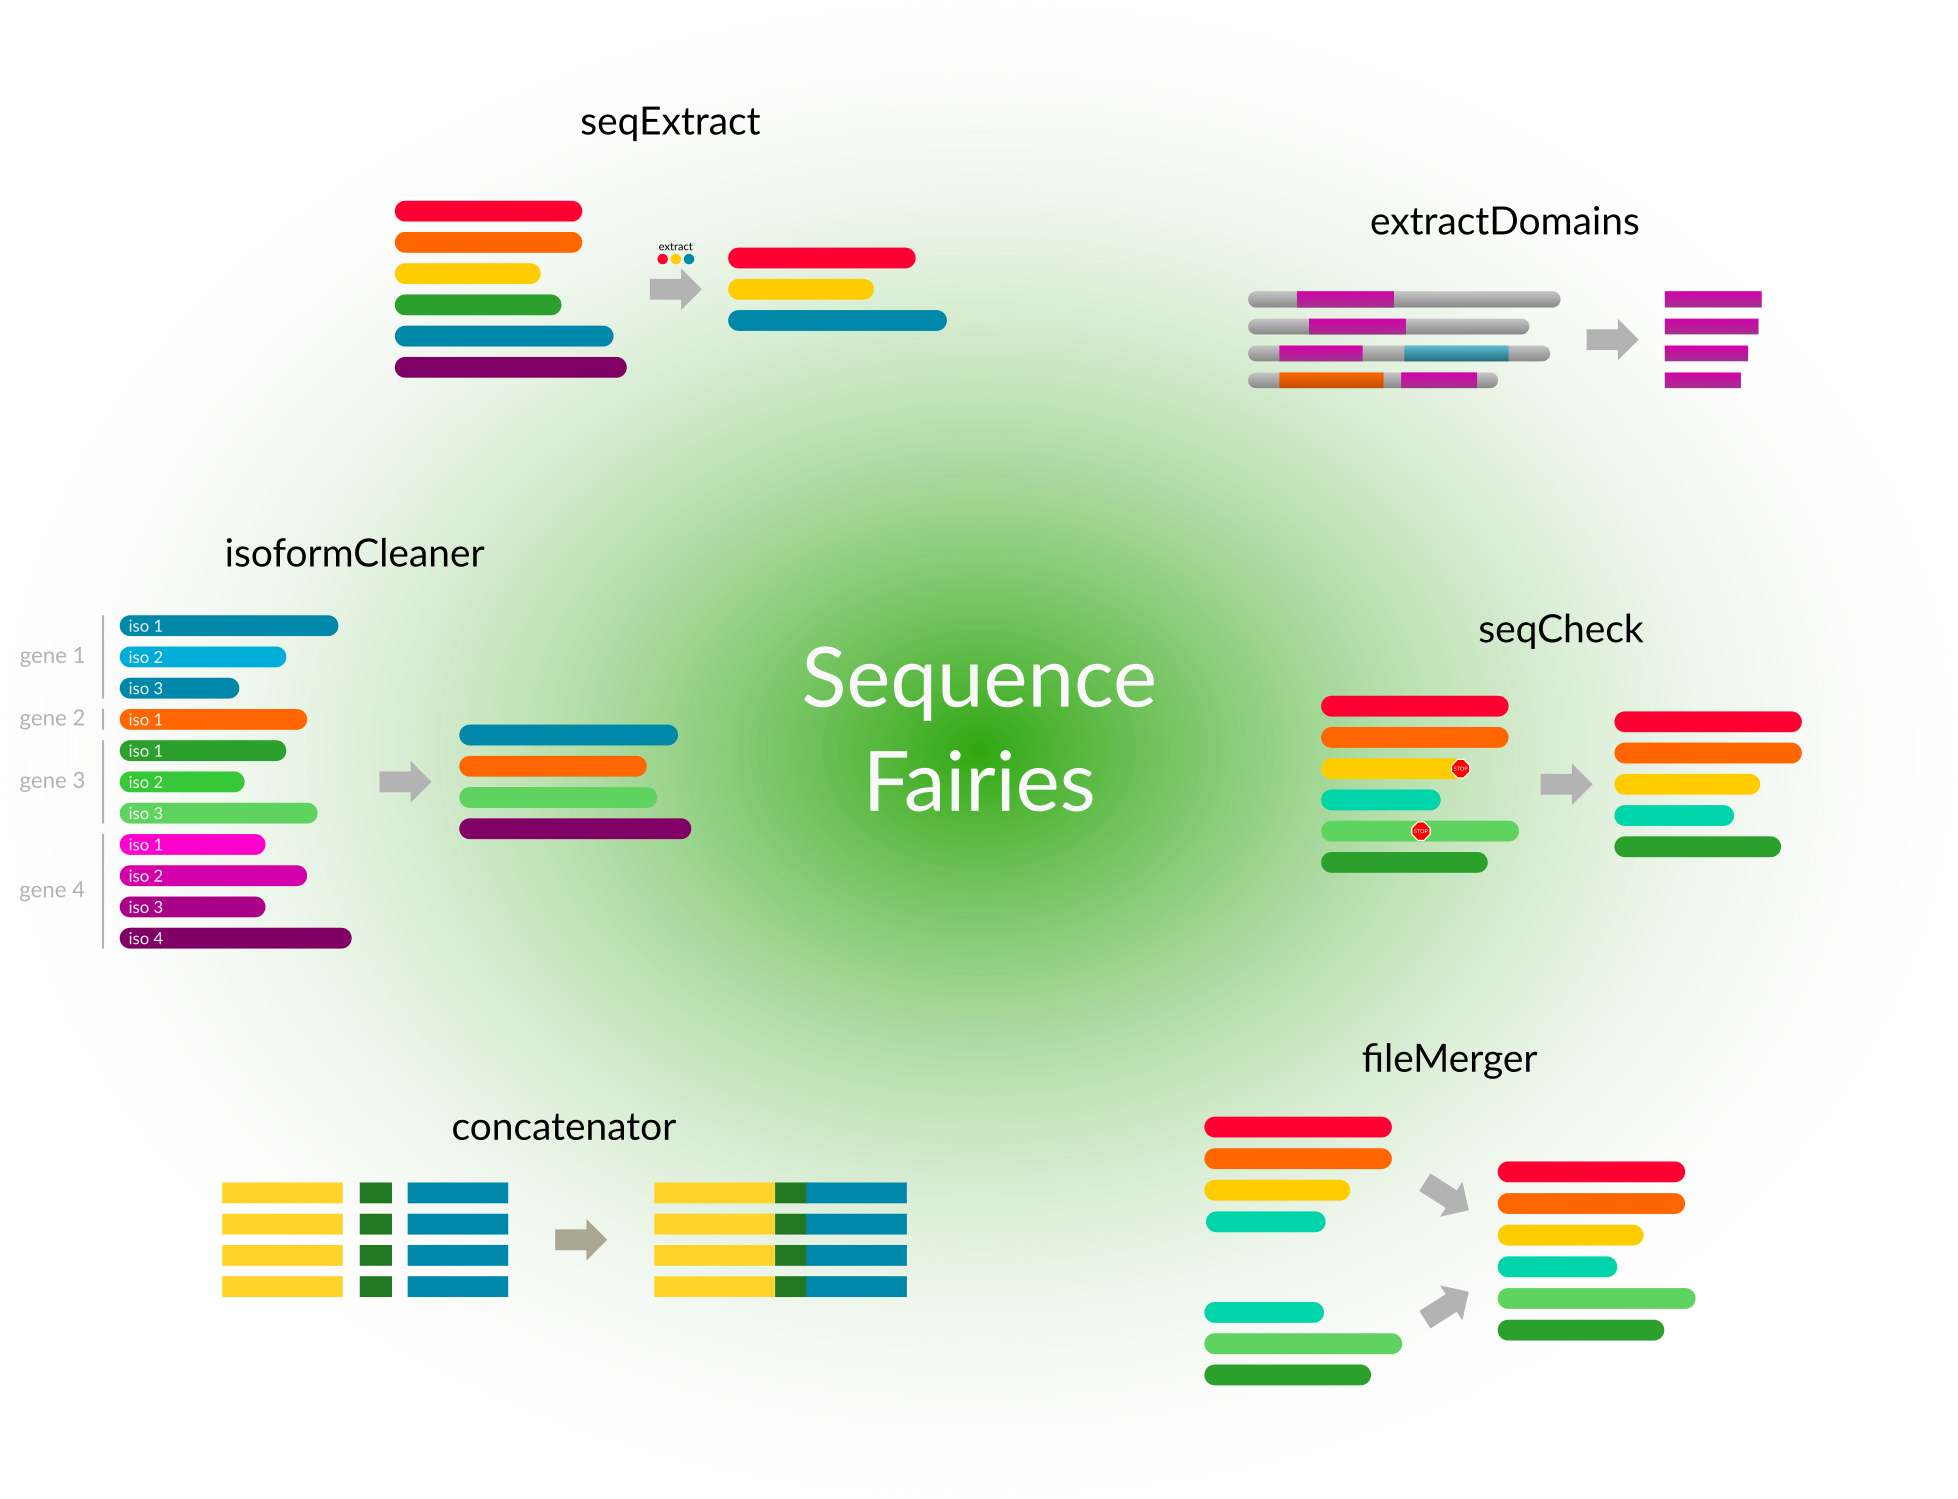 seqExtract
extract
extractDomains
isoformCleaner
gene 1
iso 1
iso 2
iso 3
gene 2
iso 1
gene 3
iso 1
iso 2
iso 3
gene 4
iso 1
iso 2
iso 3
iso 4
Sequence
Fairies
seqCheck
STOP
STOP
concatenator
fileMerger